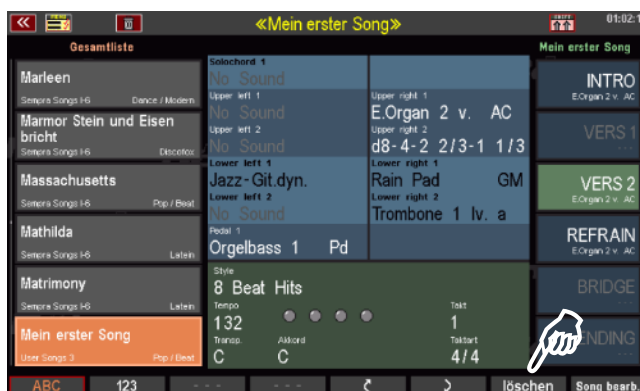 «Mein erster Song»
01:02:1
Gesamtliste
Mein erster Song
Marleen
Sempra Songs I-6 Dance / Modern
Marmor Stein und Eisen
bricht
Sempra Songs I-6 Discofox
Massachusetts
Sempra Songs I-6 Pop / Beat
Mathilda
Sempra Songs I-6 Latein
Matrimony
Sempra Songs I-6 Latein
Mein erster Song
User Songs 3 Pop / Beat
Solochord 1
No Sound
Upper left 1
No Sound
Upper left 2
No Sound
Lower left 1
Jazz-Git.dyn.
Lower left 2
No Sound
Pedal 1
Orgelbass 1 Pd
Upper right 1
E.Organ 2 v. AC
Upper right 2
d8-4-2 2/3-1 1/3
Lower right 1
Rain Pad GM
Lower right 2
Trombone 1 lv. a
Style
8 Beat Hits
Tempo
132
Takt
1
Transp.
C
Akkord
C
Taktart
4/4
INTRO
E.Organ 2 v. AC
VERS 1
---
VERS 2
E.Organ 2 v. AC
REFRAIN
E.Organ 2 v. AC
BRIDGE
---
ENDING
---
ABC 123 --- --- löschen Song bearb.